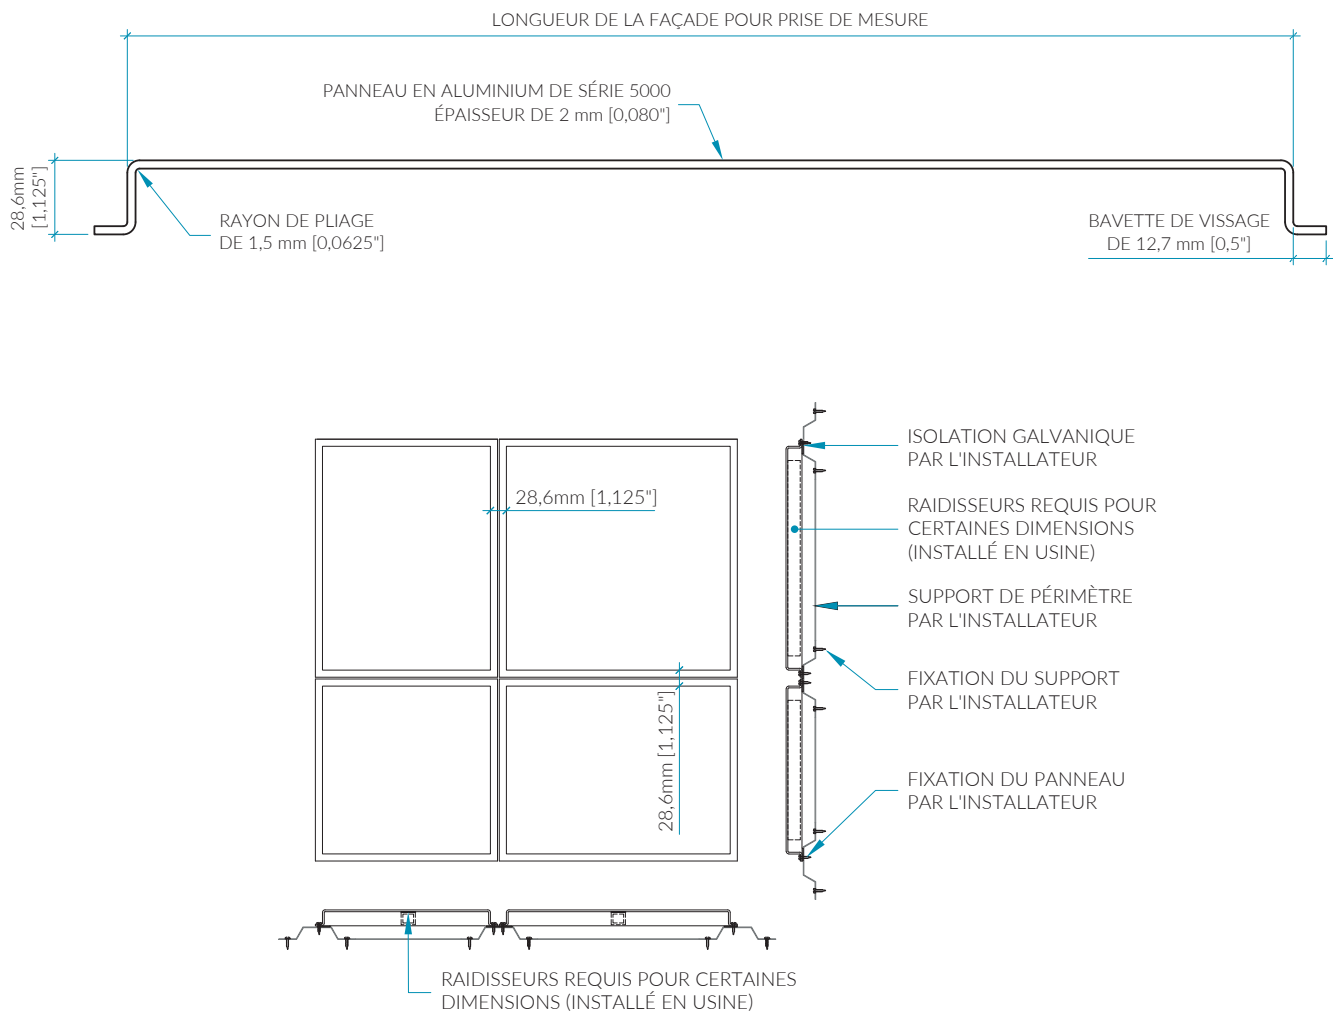 LONGUEUR DE LA FAÇADE POUR PRISE DE MESURE
PANNEAU EN ALUMINIUM DE SÉRIE 5000
ÉPAISSEUR DE 2 mm [0,080"]
28,6mm
[1,125"]
RAYON DE PLIAGE
DE 1,5 mm [0,0625"]
BAVETTE DE VISSAGE
DE 12,7 mm [0,5"]
28,6mm [1,125"]
28,6mm [1,125"]
ISOLATION GALVANIQUE
PAR L'INSTALLATEUR
RAIDISSEURS REQUIS POUR
CERTAINES DIMENSIONS
(INSTALLÉ EN USINE)
SUPPORT DE PÉRIMÈTRE
PAR L'INSTALLATEUR
FIXATION DU SUPPORT
PAR L'INSTALLATEUR
FIXATION DU PANNEAU
PAR L'INSTALLATEUR
RAIDISSEURS REQUIS POUR CERTAINES
DIMENSIONS (INSTALLÉ EN USINE)